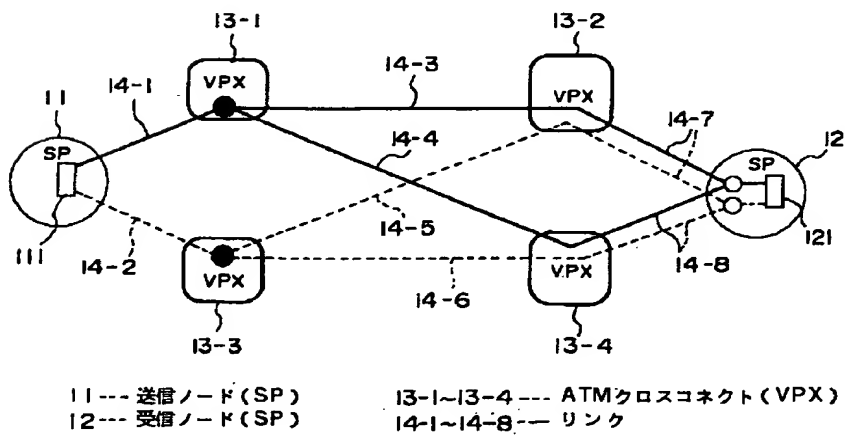 13-1
13-2
VPX
VPX
14-1
14-3
11
14-4
14-7
12
SP
SP
111
14-2
14-5
121
14-8
14-6
VPX
VPX
13-3
13-4
11--- 送信ノード(SP)
12--- 受信ノード(SP)
13-1~13-4--- ATMクロスコネクト(VPX)
14-1~14-8--- リンク